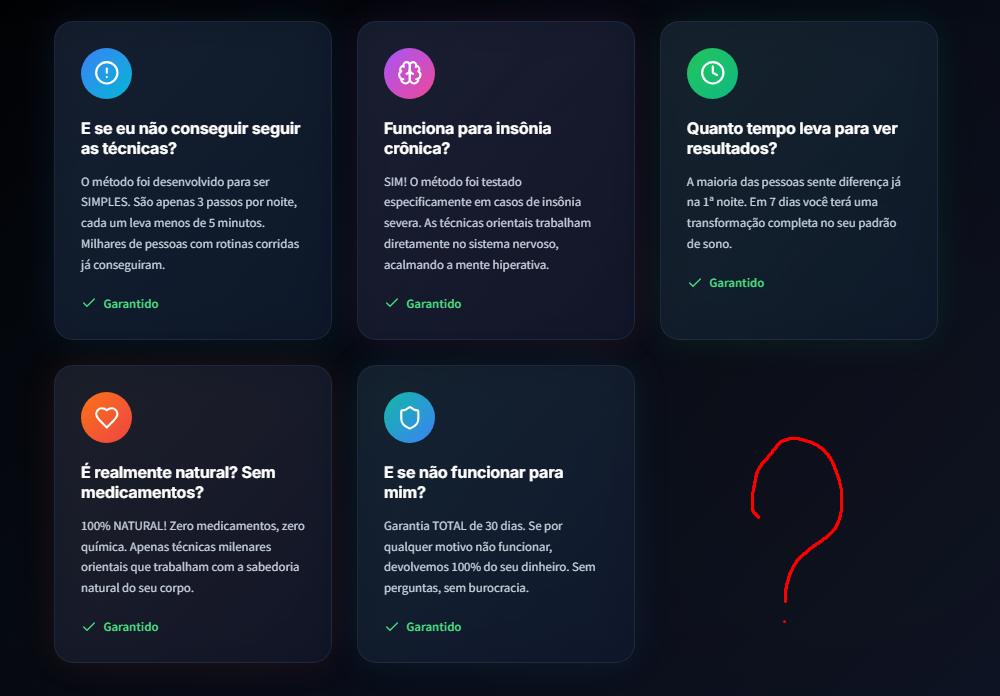 E se eu não conseguir seguir
as técnicas?
O método foi desenvolvido para ser
SIMPLES. São apenas 3 passos por noite,
cada um leva menos de 5 minutos.
Milhares de pessoas com rotinas corridas
já conseguiram.
Garantido
Funciona para insônia
crônica?
SIM! O método foi testado
especificamente em casos de insônia
severa. As técnicas orientais trabalham
diretamente no sistema nervoso,
acalmando a mente hiperativa.
Garantido
Quanto tempo leva para ver
resultados?
A maioria das pessoas sente diferença já
na 1ª noite. Em 7 dias você terá uma
transformação completa no seu padrão
de sono.
Garantido
É realmente natural? Sem
medicamentos?
100% NATURAL! Zero medicamentos, zero
química. Apenas técnicas milenares
orientais que trabalham com a sabedoria
natural do seu corpo.
Garantido
E se não funcionar para
mim?
Garantia TOTAL de 30 dias. Se por
qualquer motivo não funcionar,
devolvemos 100% do seu dinheiro. Sem
perguntas, sem burocracia.
Garantido
?